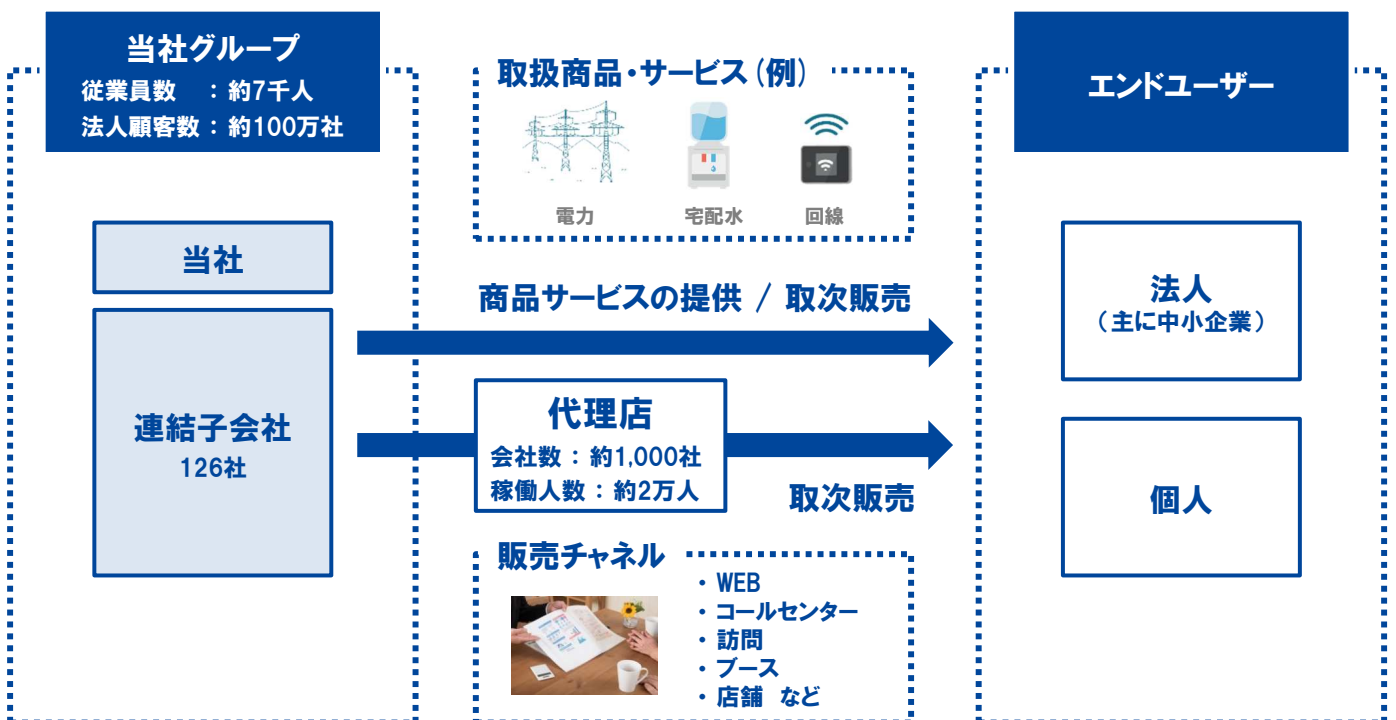 当社グループ
従業員数 : 約7千人
法人顧客数 : 約100万社
当社
連結子会社
126社
取扱商品・サービス(例)
電力
宅配水
回線
商品サービスの提供 / 取次販売
代理店
会社数 : 約1,000社
稼働人数 : 約2万人
取次販売
販売チャネル
・ WEB
・ コールセンター
・ 訪問
・ ブース
・ 店舗 など
エンドユーザー
法人
(主に中小企業)
個人